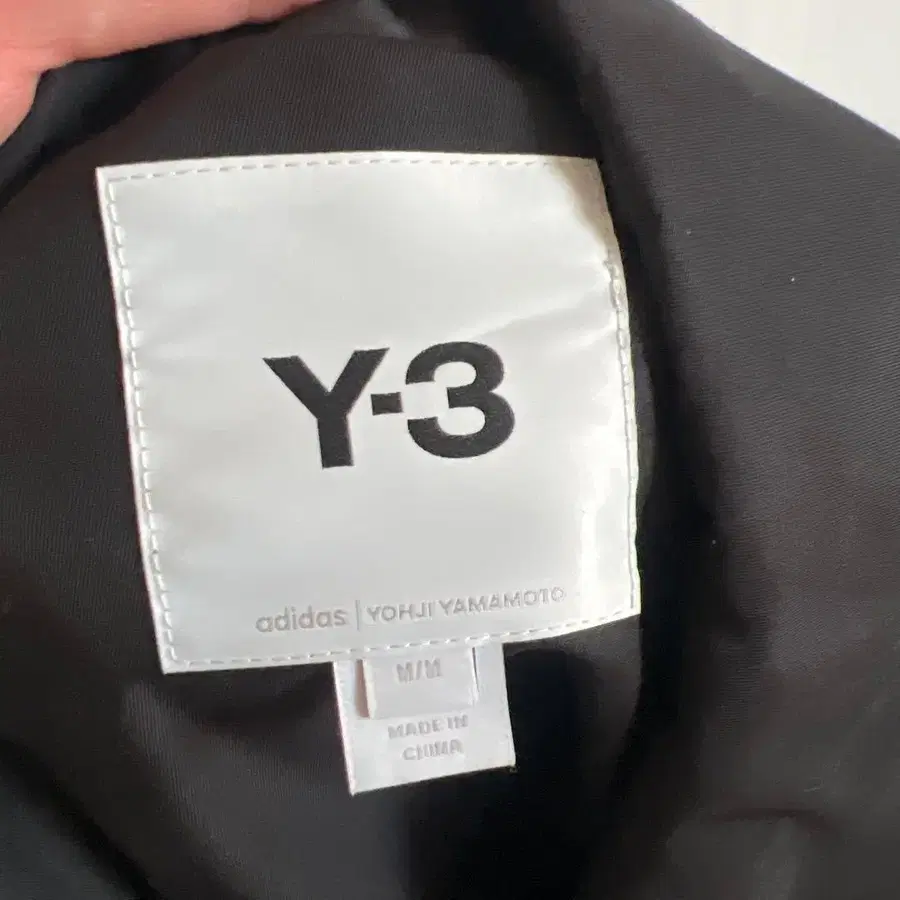 Y-3
adidas | YOHJI YAMAMOTO
M/M
MADE IN
CHINA